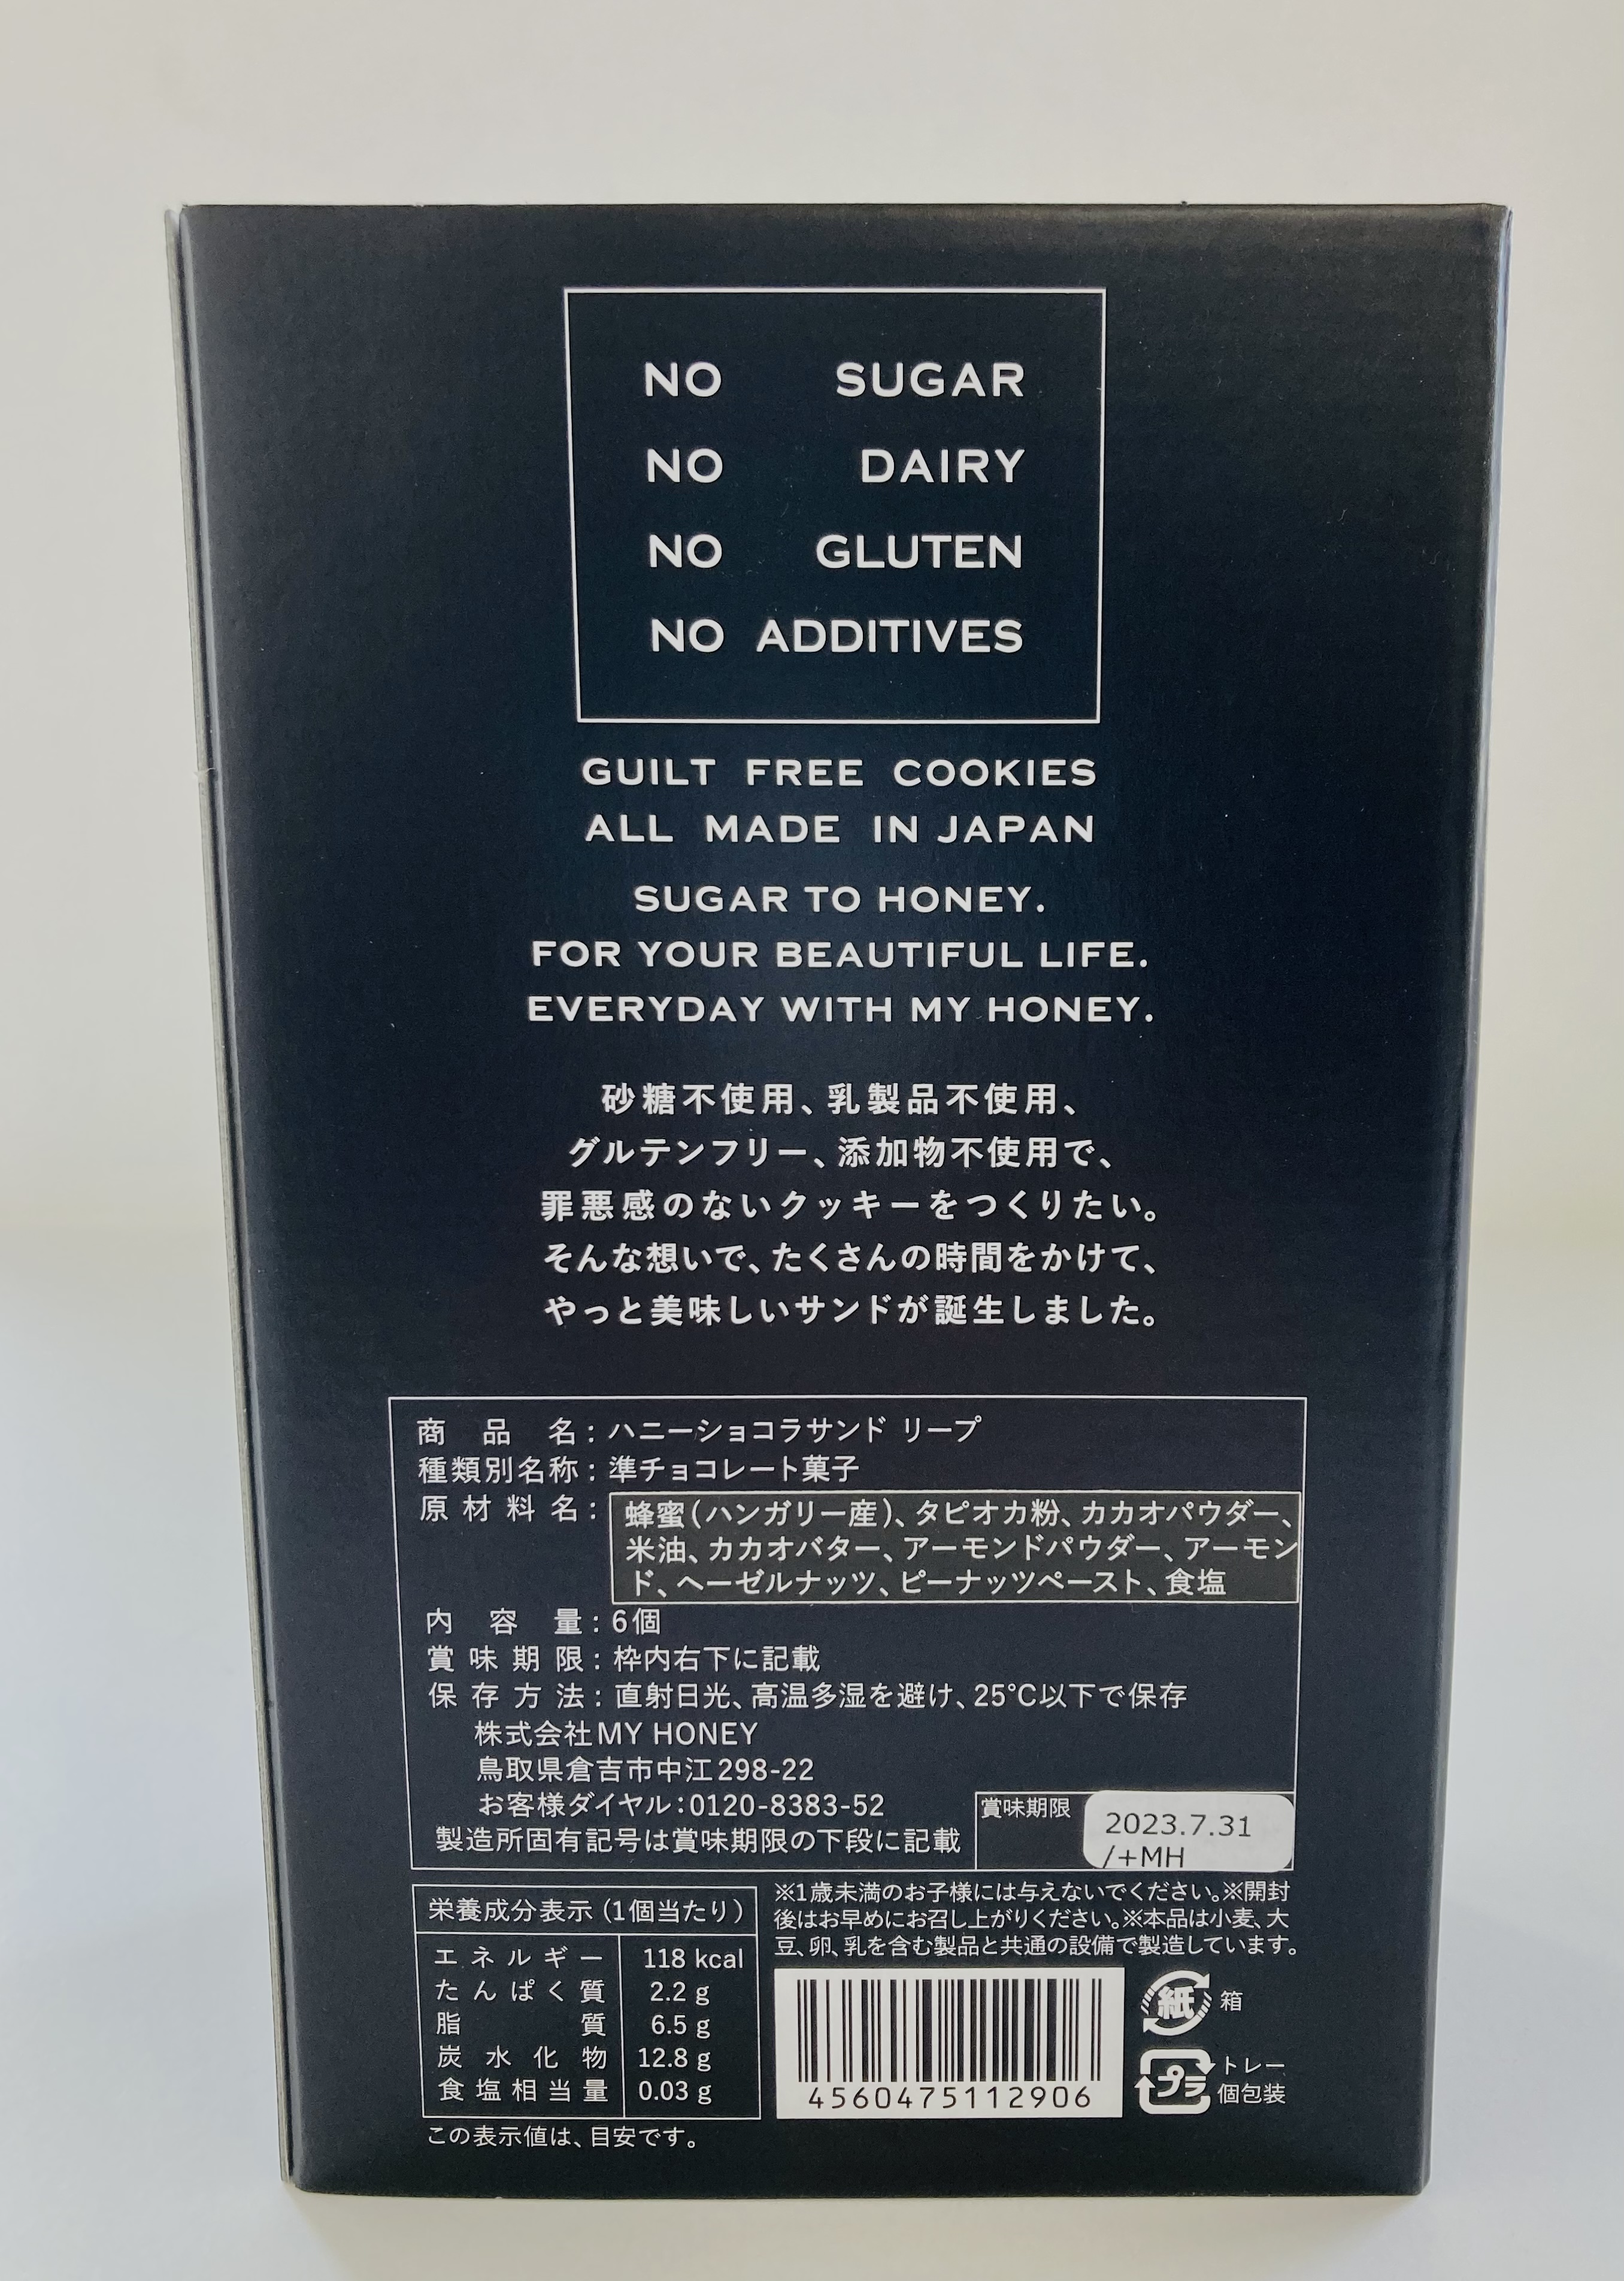 NO SUGAR
NO DAIRY
NO GLUTEN
NO ADDITIVES
GUILT FREE COOKIES
ALL MADE IN JAPAN
SUGAR TO HONEY.
FOR YOUR BEAUTIFUL LIFE.
EVERYDAY WITH MY HONEY.
砂糖不使用、乳製品不使用、
グルテンフリー、添加物不使用で、
罪悪感のないクッキーをつくりたい。
そんな想いで、たくさんの時間をかけて、
やっと美味しいサンドが誕生しました。
商品名：ハニーショコラサンド リープ
種類別名称：準チョコレート菓子
原材料名：蜂蜜(ハンガリー産)、タピオカ粉、カカオパウダー、
米油、カカオバター、アーモンドパウダー、アーモン
ド、ヘーゼルナッツ、ピーナッツペースト、食塩
内容量：6個
賞味期限：枠内右下に記載
保存方法：直射日光、高温多湿を避け、25℃以下で保存
株式会社MY HONEY
鳥取県倉吉市中江298-22
お客様ダイヤル：0120-8383-52
製造所固有記号は賞味期限の下段に記載
賞味期限
2023.7.31
/+MH
栄養成分表示（1個当たり）
エネルギー 118 kcal
たんぱく質 2.2 g
脂質 6.5 g
炭水化物 12.8 g
食塩相当量 0.03 g
この表示値は、目安です。
※1歳未満のお子様には与えないでください。※開封
後はお早めにお召し上がりください。※本品は小麦、大
豆、卵、乳を含む製品と共通の設備で製造しています。
4560475112906
紙 箱
プラ トレー
個包装